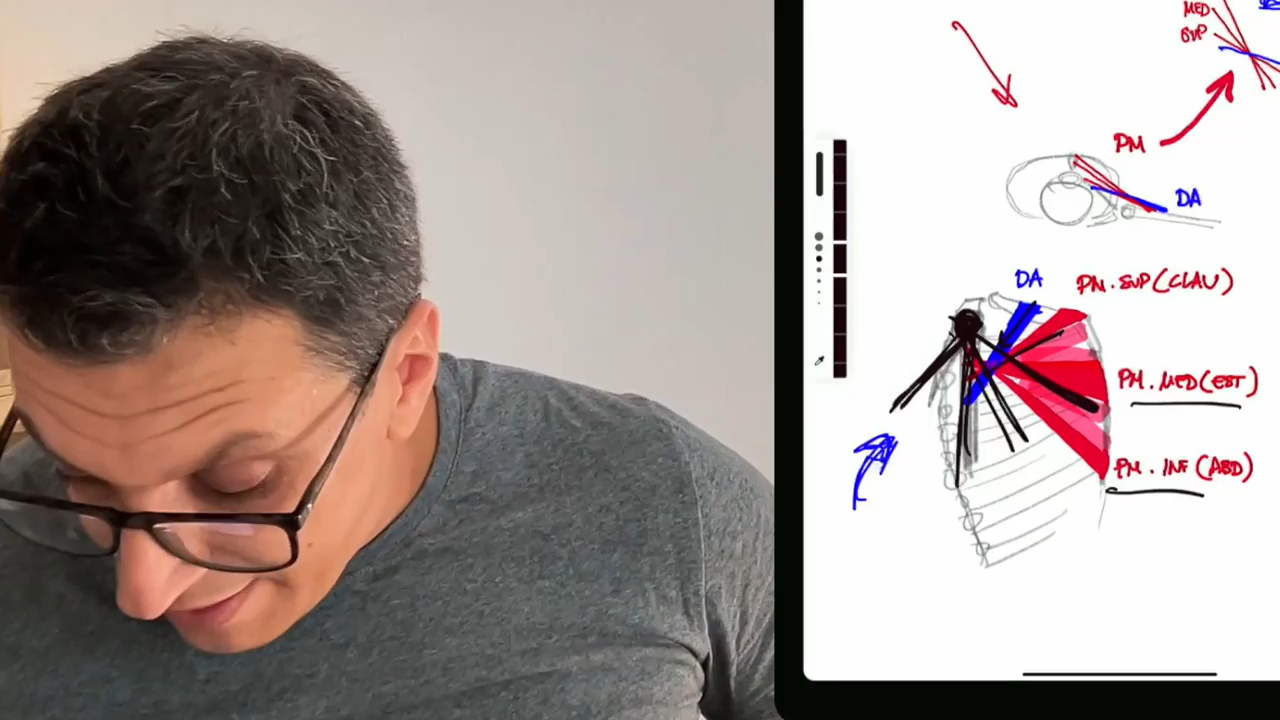 MED
SUP
PM
DA
DA
PM. SUP (CLAV)
PM. MED (EST)
PM. INF (ABD)